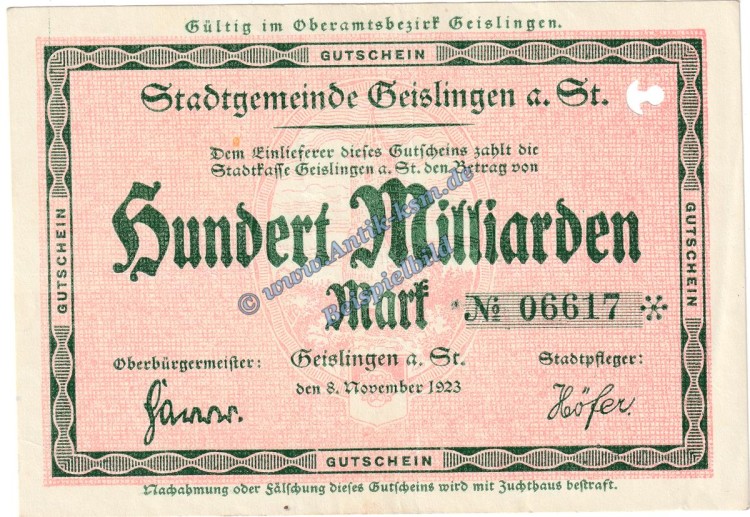 Gültig im Oberamtsbezirk Geislingen.
GUTSCHEIN
Stadtgemeinde Geislingen a. St.
Dem Einlieferer dieses Gutscheins zahlt die
Stadtkasse Geislingen a. St. den Betrag von
GUTSCHEIN
GUTSCHEIN
Hundert Milliarden
Mark
№ 06617
© www.Antik-ksm.de
Beispielbild
Oberbürgermeister:
Geislingen a. St.
Stadtpfleger:
den 8. November 1923
Höfer.
GUTSCHEIN
Nachahmung oder Fälschung dieses Gutscheins wird mit Zuchthaus bestraft.